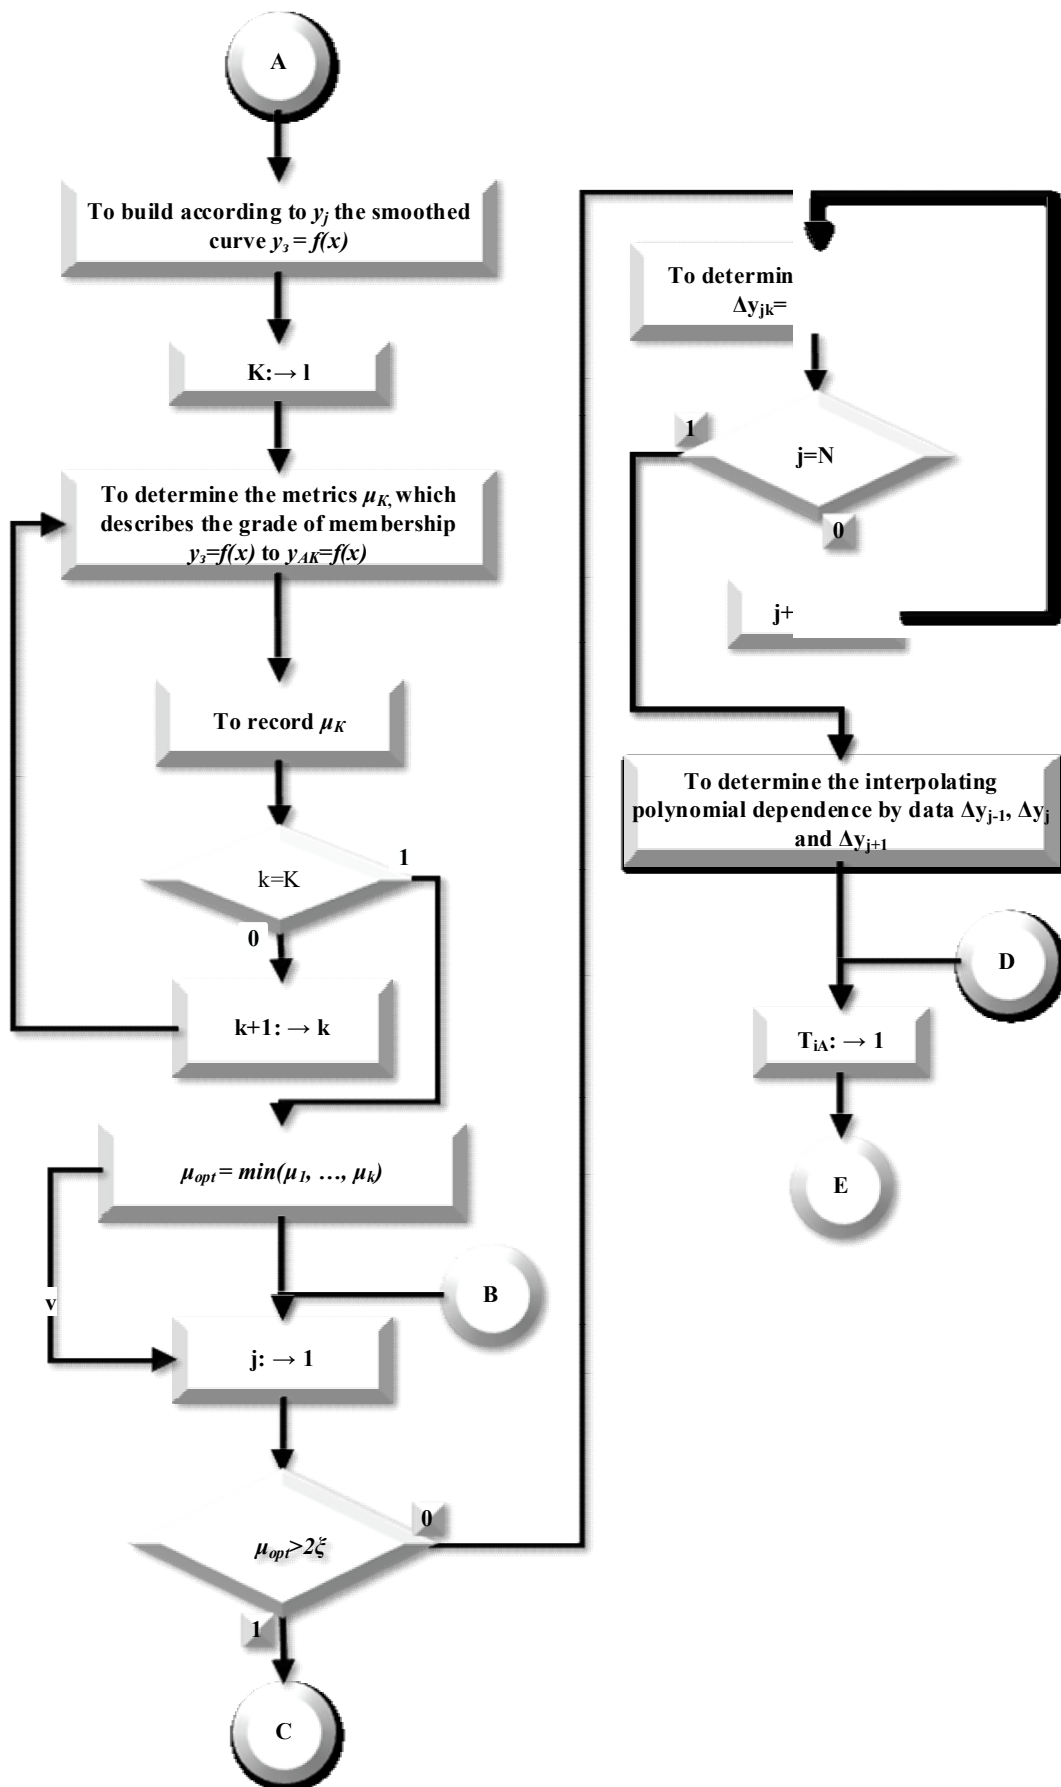 A
To build according to yj the smoothed
curve yз = f(x)
K:→ l
To determine the metrics μK, which
describes the grade of membership
yз=f(x) to yAK=f(x)
To record μK
k=K
1
0
k+1: → k
μopt = min(μ1, …, μk)
v
B
j: → 1
μopt>2ξ
0
1
C
To determin
Δyjk=
1
j=N
0
j+
To determine the interpolating
polynomial dependence by data Δyj-1, Δyj
and Δyj+1
D
TiA: → 1
E